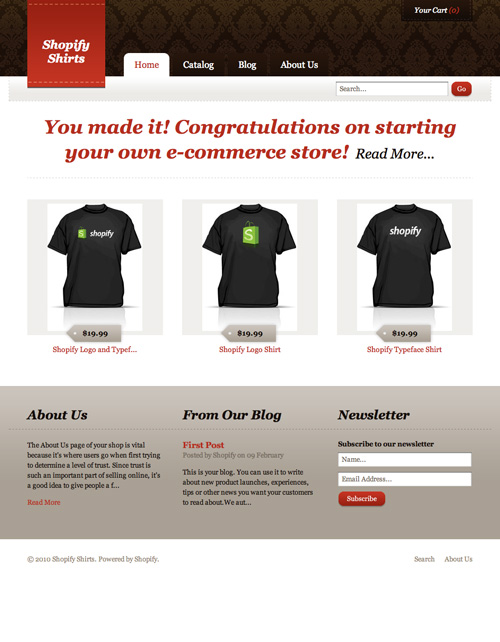 Your Cart (0)
Shopify
Shirts
Home
Catalog
Blog
About Us
Search...
Go
You made it! Congratulations on starting
your own e-commerce store! Read More...
shopify
S
shopify
$19.99
$19.99
$19.99
Shopify Logo and Typef...
Shopify Logo Shirt
Shopify Typeface Shirt
About Us
The About Us page of your shop is vital
because it's where users go when first trying
to determine a level of trust. Since trust is
such an important part of selling online, it's
a good idea to give people a f...
Read More
From Our Blog
First Post
Posted by Shopify on 09 February
This is your blog. You can use it to write
about new product launches, experiences,
tips or other news you want your customers
to read about.We aut...
Newsletter
Subscribe to our newsletter
Name...
Email Address...
Subscribe
© 2010 Shopify Shirts. Powered by Shopify.
Search
About Us